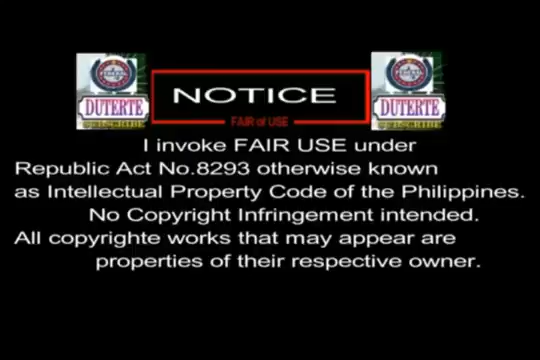 NOTICE
FAIR of USE
DUTERTE
DUTERTE
SUBSCRIBE
SUBSCRIBE
I invoke FAIR USE under
Republic Act No.8293 otherwise known
as Intellectual Property Code of the Philippines.
No Copyright Infringement intended.
All copyrighte works that may appear are
properties of their respective owner.